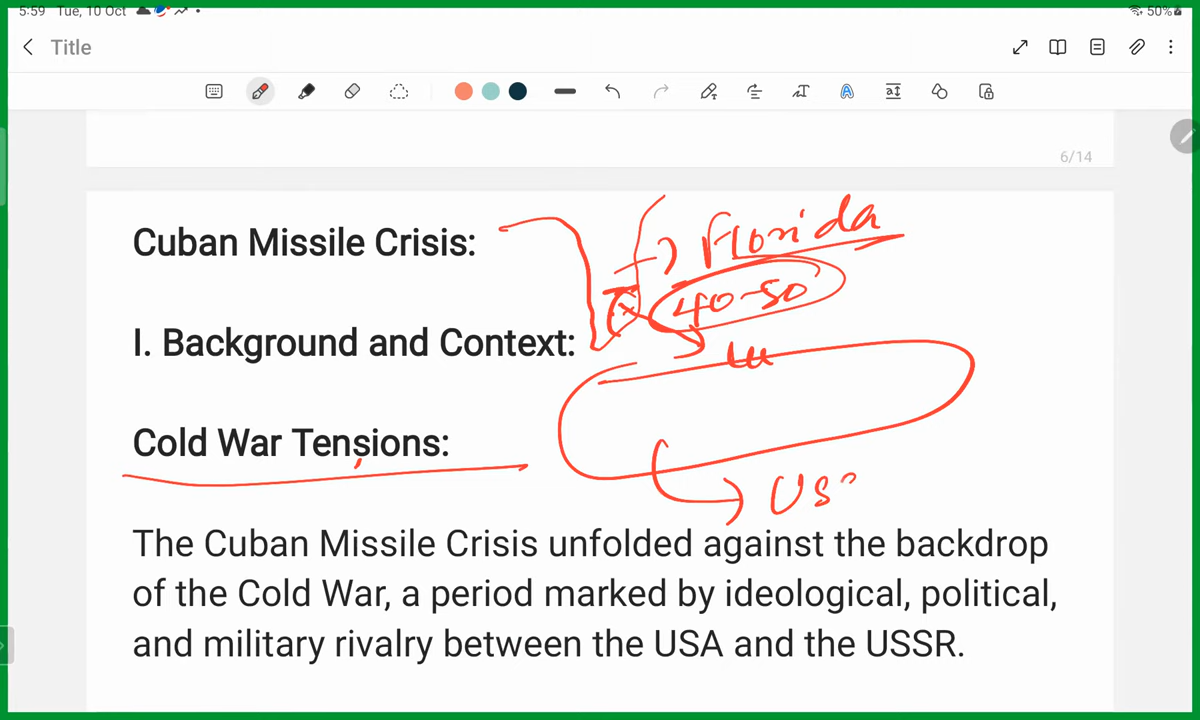 5:59 Tue, 10 Oct
50%
Title
6/14
Cuban Missile Crisis:
Florida
40-50
I. Background and Context:
Cold War Tensions:
US
The Cuban Missile Crisis unfolded against the backdrop
of the Cold War, a period marked by ideological, political,
and military rivalry between the USA and the USSR.